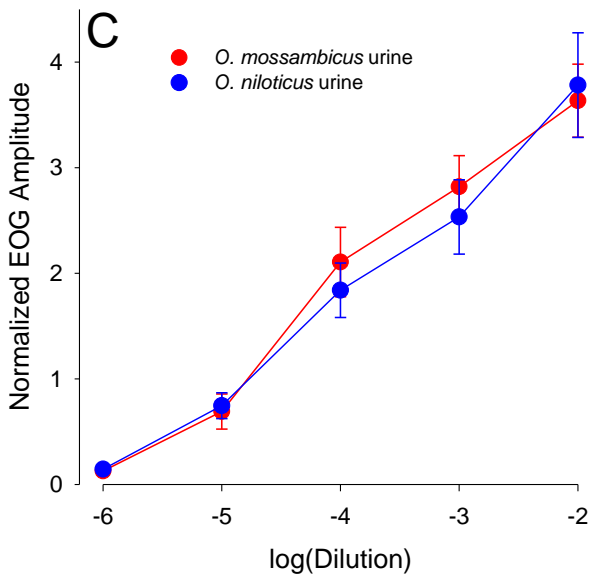 C
O. mossambicus urine
O. niloticus urine
Normalized EOG Amplitude
4
3
2
1
0
-6 -5 -4 -3 -2
log(Dilution)